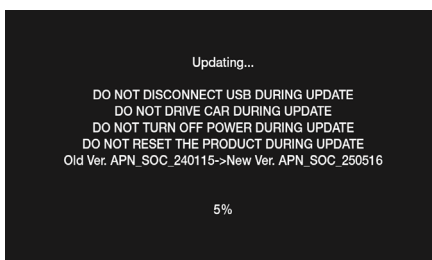 Updating...
DO NOT DISCONNECT USB DURING UPDATE
DO NOT DRIVE CAR DURING UPDATE
DO NOT TURN OFF POWER DURING UPDATE
DO NOT RESET THE PRODUCT DURING UPDATE
Old Ver. APN_SOC_240115->New Ver. APN_SOC_250516
5%